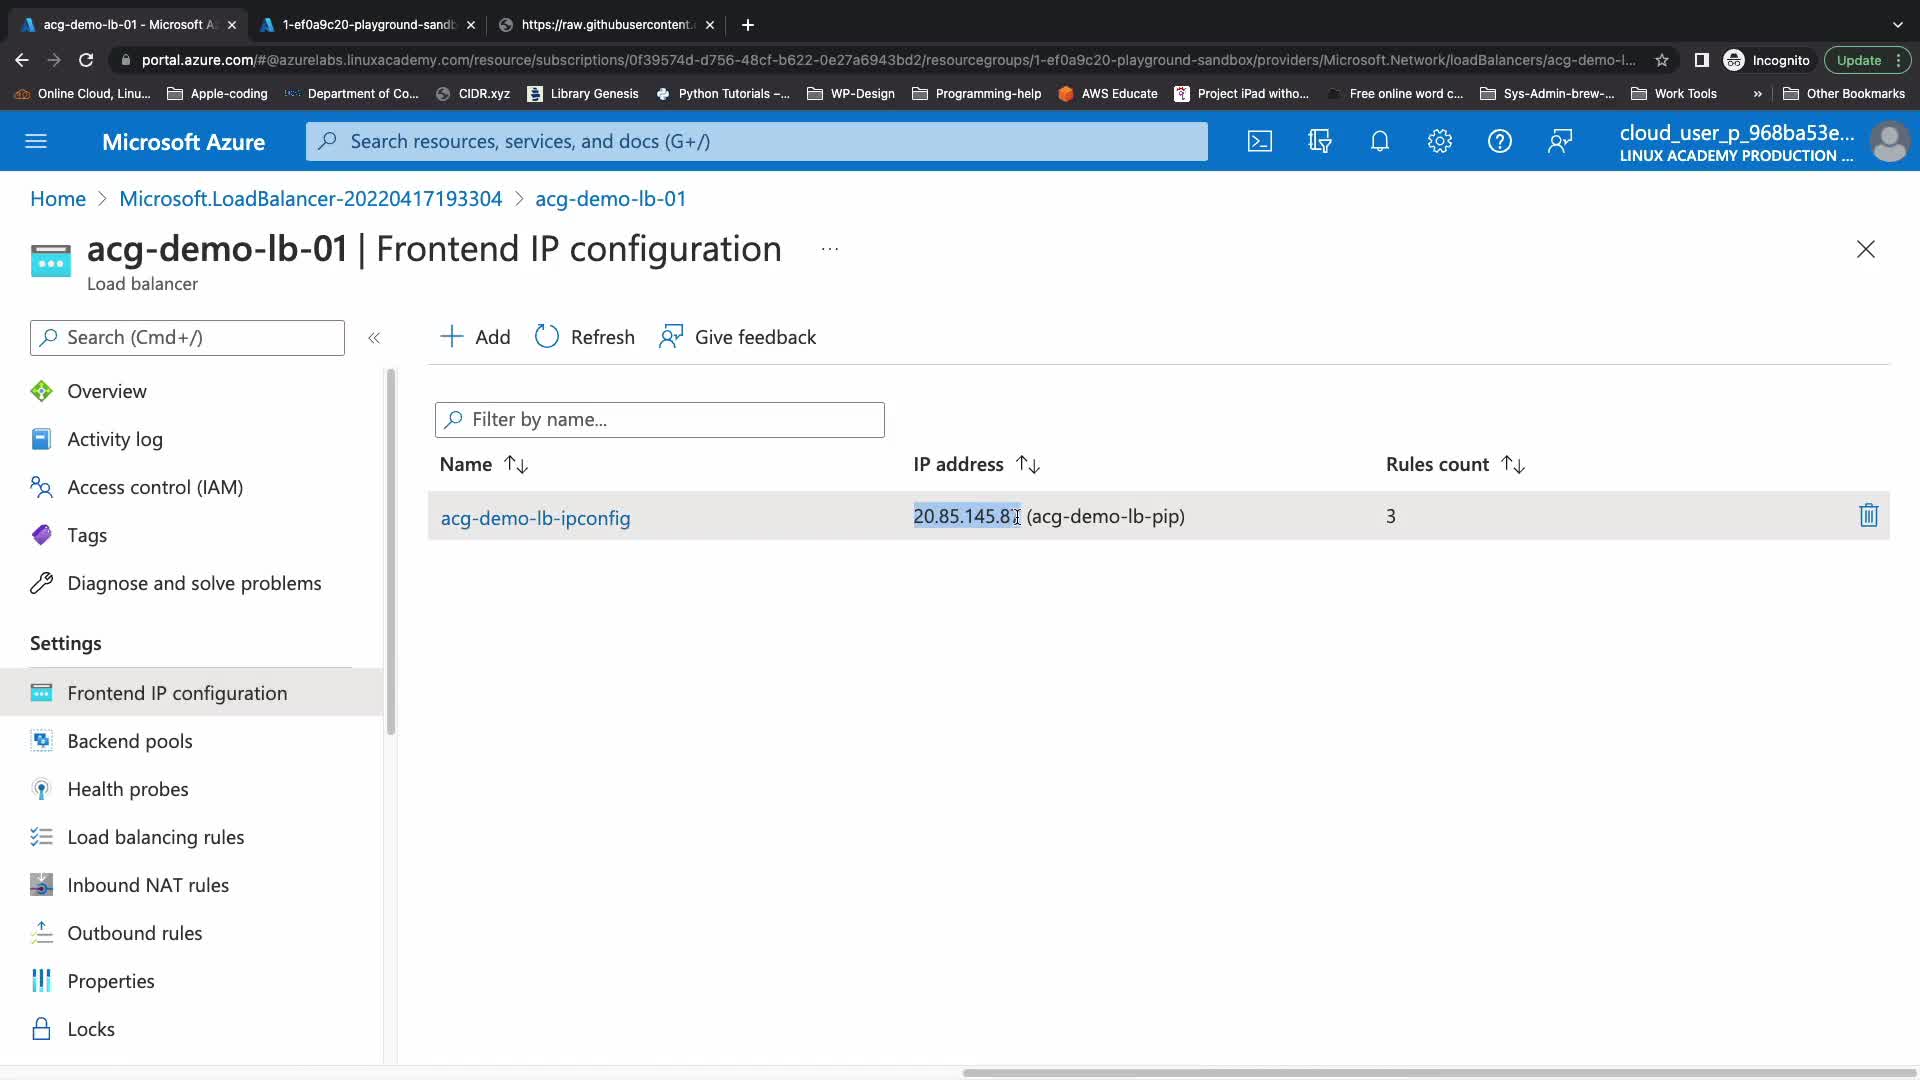 acg-demo-lb-01 - Microsoft A
1-ef0a9c20-playground-sandb
https://raw.githubusercontent.
portal.azure.com/#@azurelabs.linuxacademy.com/resource/subscriptions/0f39574d-d756-48cf-b622-0e27a6943bd2/resourcegroups/1-ef0a9c20-playground-sandbox/providers/Microsoft.Network/loadBalancers/acg-demo-l...
Incognito
Update
Online Cloud, Linu...
Apple-coding
Department of Co...
CIDR.xyz
Library Genesis
Python Tutorials –...
WP-Design
Programming-help
AWS Educate
Project iPad witho...
Free online word c...
Sys-Admin-brew-...
Work Tools
»
Other Bookmarks
Microsoft Azure
Search resources, services, and docs (G+/)
cloud_user_p_968ba53e...
LINUX ACADEMY PRODUCTION ...
Home > Microsoft.LoadBalancer-20220417193304 > acg-demo-lb-01
acg-demo-lb-01 | Frontend IP configuration ...
Load balancer
Search (Cmd+/)
«
Add
Refresh
Give feedback
Overview
Activity log
Access control (IAM)
Tags
Diagnose and solve problems
Settings
Frontend IP configuration
Backend pools
Health probes
Load balancing rules
Inbound NAT rules
Outbound rules
Properties
Locks
Filter by name...
Name ↑↓ IP address ↑↓ Rules count ↑↓
acg-demo-lb-ipconfig (acg-demo-lb-pip) 3